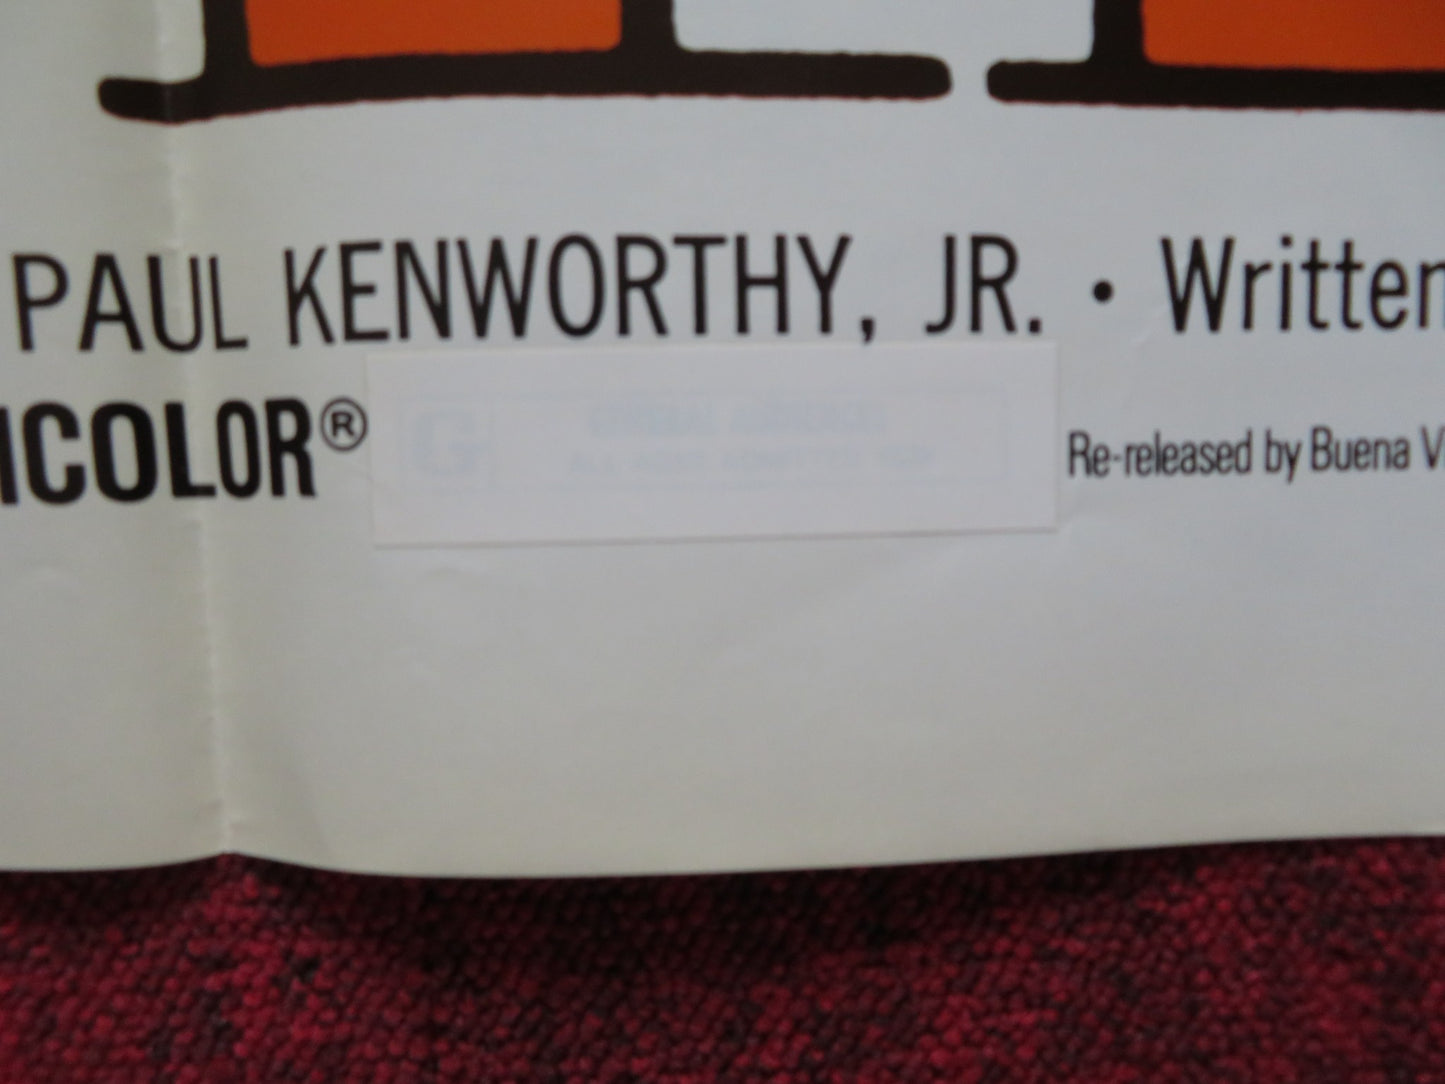 PAUL KENWORTHY, JR. • Written
ICOLOR® G Re-released by Buena V